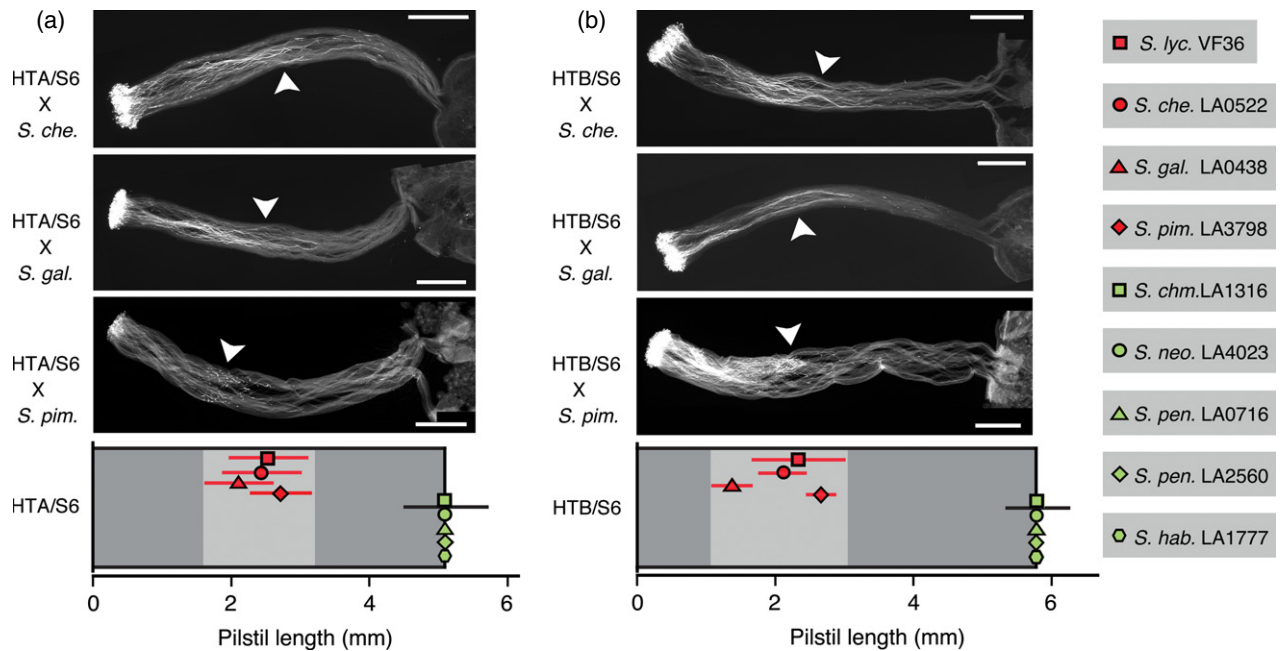 (a)
HTA/S6
X
S. che.
HTA/S6
X
S. gal.
HTA/S6
X
S. pim.
HTA/S6
0 2 4 6
Pilstil length (mm)
(b)
HTB/S6
X
S. che.
HTB/S6
X
S. gal.
HTB/S6
X
S. pim.
HTB/S6
0 2 4 6
Pilstil length (mm)
S. lyc. VF36
S. che. LA0522
S. gal. LA0438
S. pim. LA3798
S. chm.LA1316
S. neo. LA4023
S. pen. LA0716
S. pen. LA2560
S. hab. LA1777